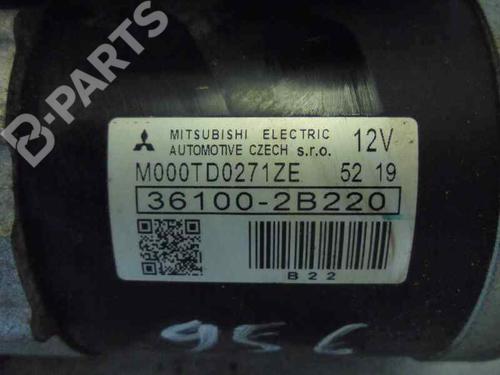 B-PARTS
MITSUBISHI ELECTRIC 12V
AUTOMOTIVE CZECH s.r.o.
M000TD0271ZE 52 19
36100-2B220
B22